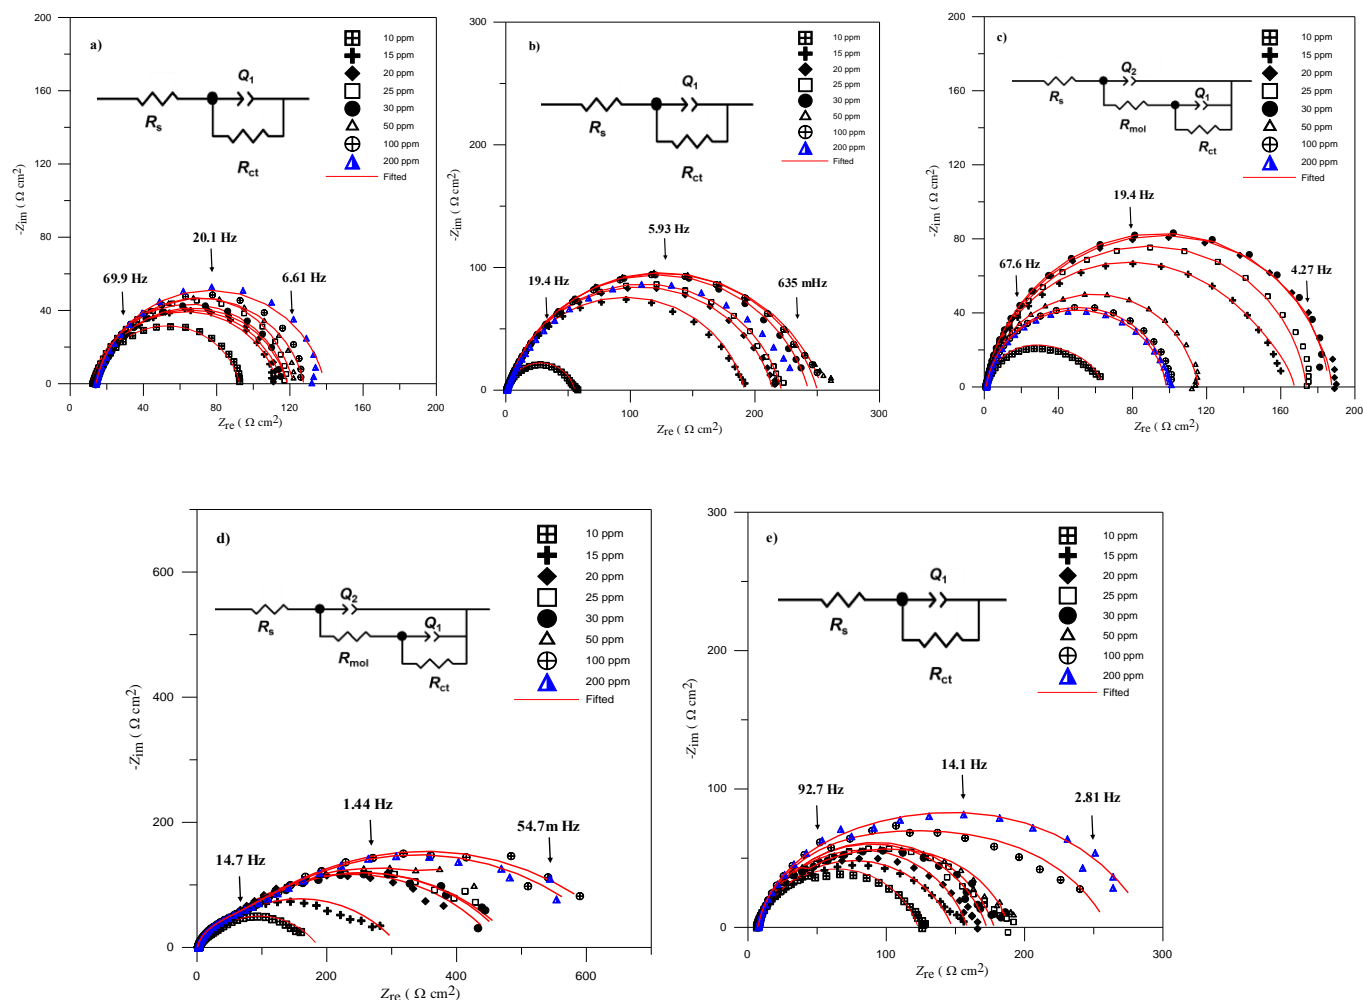 a)
200
160
120
80
40
0
-Zim ( Ω cm2)
0 40 80 120 160 200
Zre ( Ω cm2)
Q1
Rs
Rct
10 ppm
15 ppm
20 ppm
25 ppm
30 ppm
50 ppm
100 ppm
200 ppm
Fifted
69.9 Hz
20.1 Hz
6.61 Hz
b)
300
200
100
0
-Zim ( Ω cm2)
0 50 100 150 200 250 300
Zre ( Ω cm2)
Q1
Rs
Rct
10 ppm
15 ppm
20 ppm
25 ppm
30 ppm
50 ppm
100 ppm
200 ppm
Fifted
19.4 Hz
5.93 Hz
635 mHz
c)
200
160
120
80
40
0
-Zim ( Ω cm2)
0 40 80 120 160 200
Zre ( Ω cm2)
Q2
Rs
Q1
Rmol
Rct
10 ppm
15 ppm
20 ppm
25 ppm
30 ppm
50 ppm
100 ppm
200 ppm
Fifted
67.6 Hz
19.4 Hz
4.27 Hz
d)
600
400
200
0
-Zim ( Ω cm2)
0 200 400 600
Zre ( Ω cm2)
Q2
Rs
Q1
Rmol
Rct
10 ppm
15 ppm
20 ppm
25 ppm
30 ppm
50 ppm
100 ppm
200 ppm
Fifted
14.7 Hz
1.44 Hz
54.7m Hz
e)
300
250
200
150
100
50
0
-Zim ( Ω cm2)
0 100 200 300
Zre ( Ω cm2)
Q1
Rs
Rct
10 ppm
15 ppm
20 ppm
25 ppm
30 ppm
50 ppm
100 ppm
200 ppm
Fifted
92.7 Hz
14.1 Hz
2.81 Hz